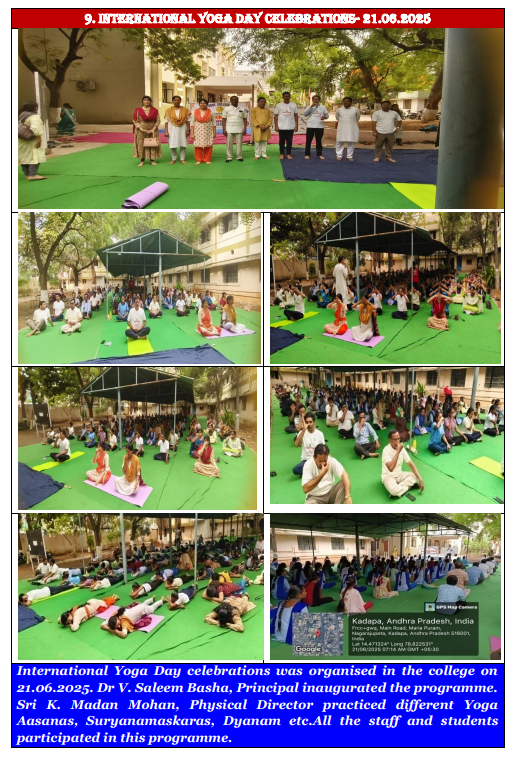 9. INTERNATIONAL YOGA DAY CELEBRATIONS- 21.06.2025
GPS Map Camera
Kadapa, Andhra Pradesh, India
Frcc+gwq, Main Road, Maria Puram,
Nagarajupeta, Kadapa, Andhra Pradesh 516001,
India
Lat 14.471324° Long 78.822531°
21/06/2025 07:14 AM GMT +05:30
Google
International Yoga Day celebrations was organised in the college on
21.06.2025. Dr V. Saleem Basha, Principal inaugurated the programme.
Sri K. Madan Mohan, Physical Director practiced different Yoga
Aasanas, Suryanamaskaras, Dyanam etc.All the staff and students
participated in this programme.